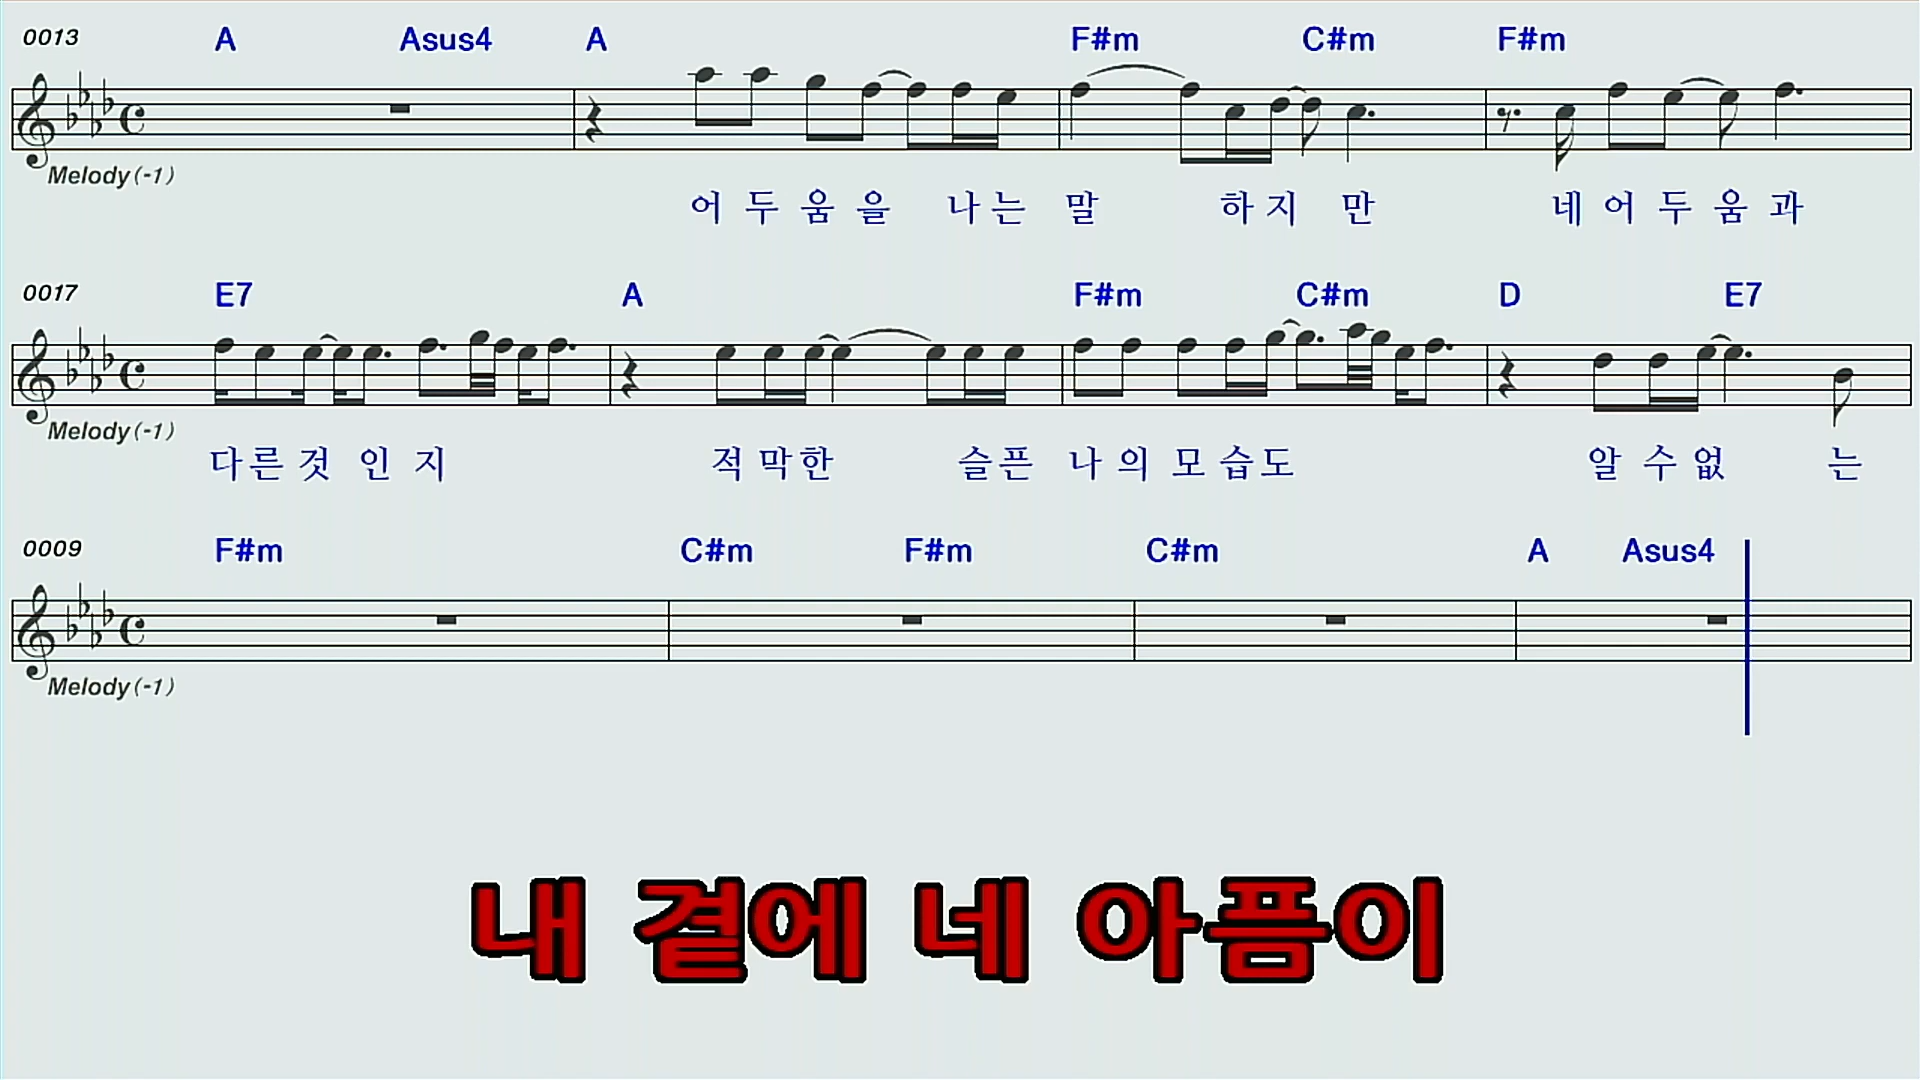 0013 A Asus4 A F#m C#m F#m
Melody(-1)
어 두 움 을 나 는 말 하 지 만 네 어 두 움 과
0017 E7 A F#m C#m D E7
Melody(-1)
다 른 것 인 지 적 막 한 슬 픈 나 의 모 습 도 알 수 없 는
0009 F#m C#m F#m C#m A Asus4
Melody(-1)
내 곁에 네 아픔이